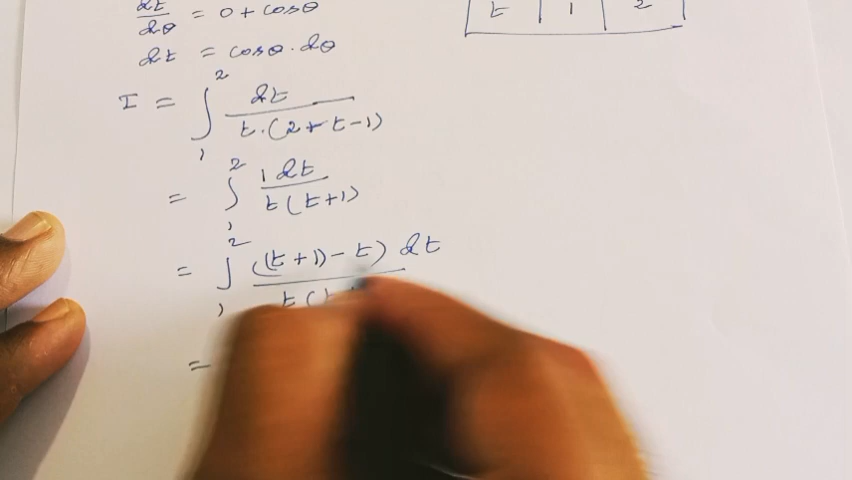 dt/dθ = 0 + cosθ
t 1 2
dt = cosθ.dθ
I = ∫₁² dt / t.(2+t-1)
= ∫₁² 1 dt / t(t+1)
= ∫₁² ((t+1)-t) dt / t(
=